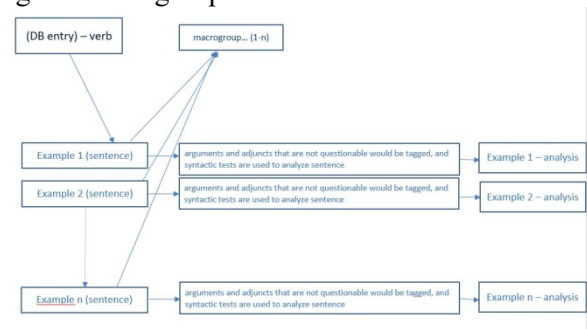 (DB entry) – verb
macrogroup... (1-n)
Example 1 (sentence)
arguments and adjuncts that are not questionable would be tagged, and
syntactic tests are used to analyze sentence
Example 1 – analysis
Example 2 (sentence)
arguments and adjuncts that are not questionable would be tagged, and
syntactic tests are used to analyze sentence
Example 2 – analysis
Example n (sentence)
arguments and adjuncts that are not questionable would be tagged, and
syntactic tests are used to analyze sentence
Example n – analysis